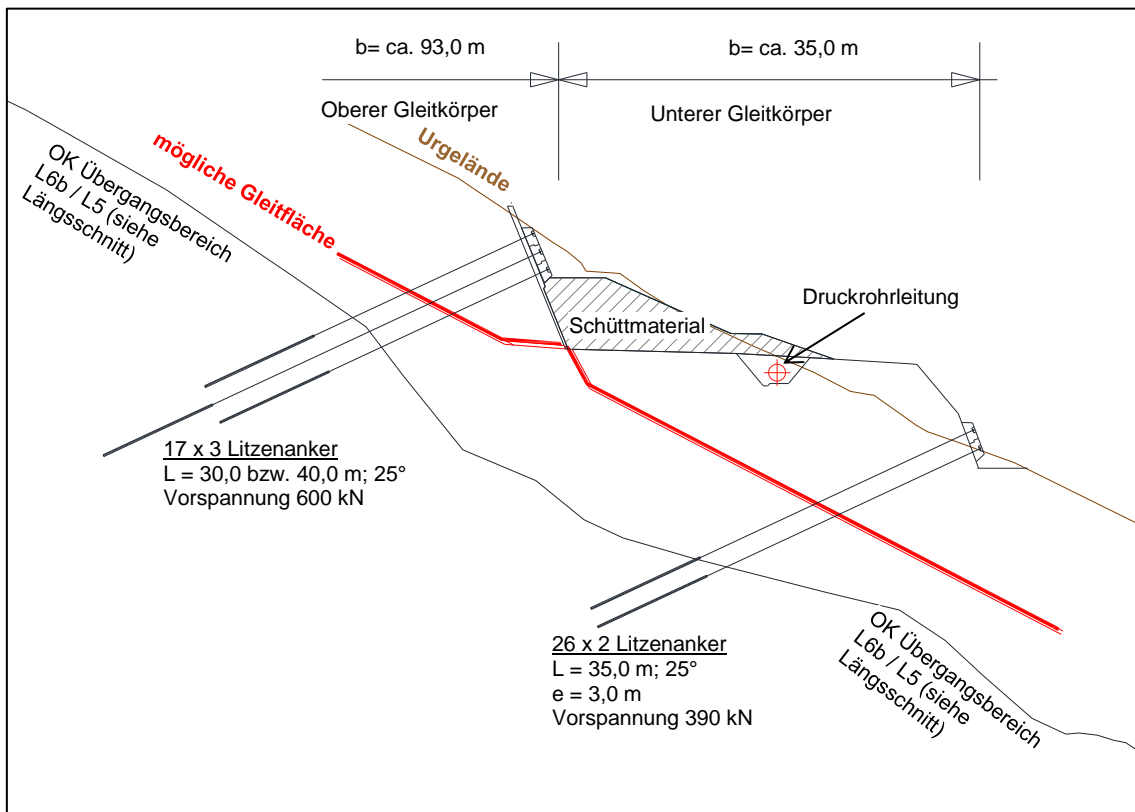 b= ca. 93,0 m
b= ca. 35,0 m
Oberer Gleitkörper
Unterer Gleitkörper
mögliche Gleitfläche
Urgelände
OK Übergangsbereich
L6b / L5 (siehe
Längsschnitt)
Druckrohrleitung
Schüttmaterial
17 x 3 Litzenanker
L = 30,0 bzw. 40,0 m; 25°
Vorspannung 600 kN
26 x 2 Litzenanker
L = 35,0 m; 25°
e = 3,0 m
Vorspannung 390 kN
OK Übergangsbereich
L6b / L5 (siehe
Längsschnitt)